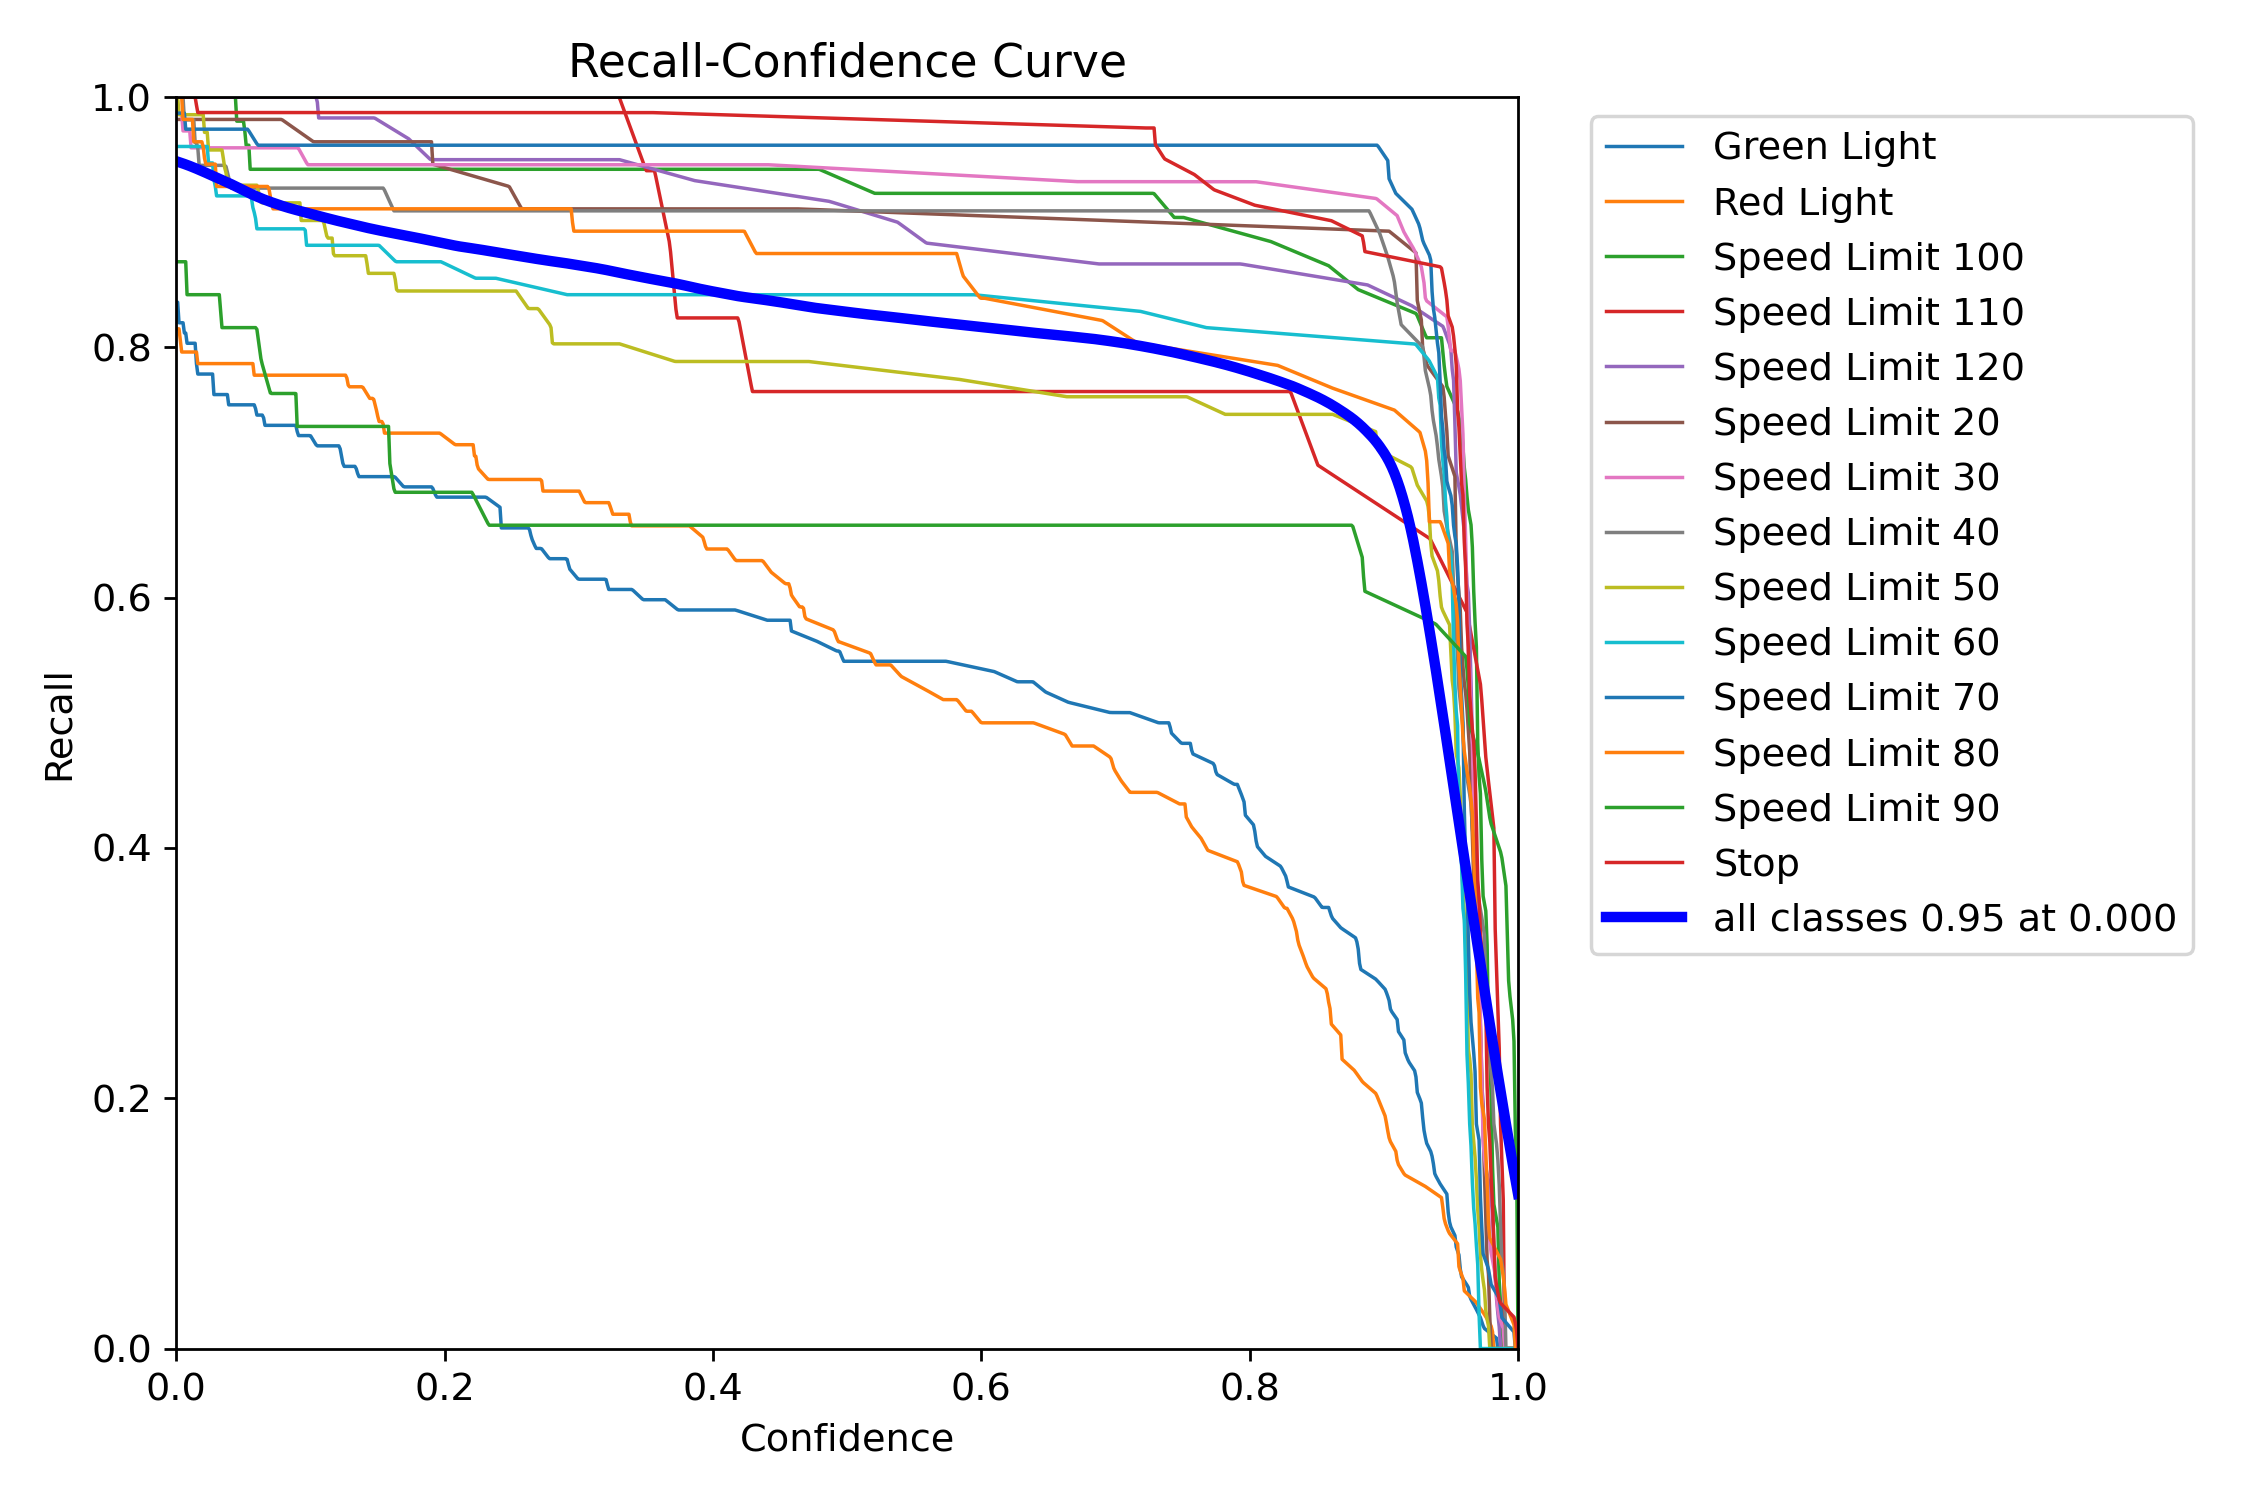 Recall-Confidence Curve
1.0
0.8
0.6
0.4
0.2
0.0
Recall
0.0 0.2 0.4 0.6 0.8 1.0
Confidence
Green Light
Red Light
Speed Limit 100
Speed Limit 110
Speed Limit 120
Speed Limit 20
Speed Limit 30
Speed Limit 40
Speed Limit 50
Speed Limit 60
Speed Limit 70
Speed Limit 80
Speed Limit 90
Stop
all classes 0.95 at 0.000